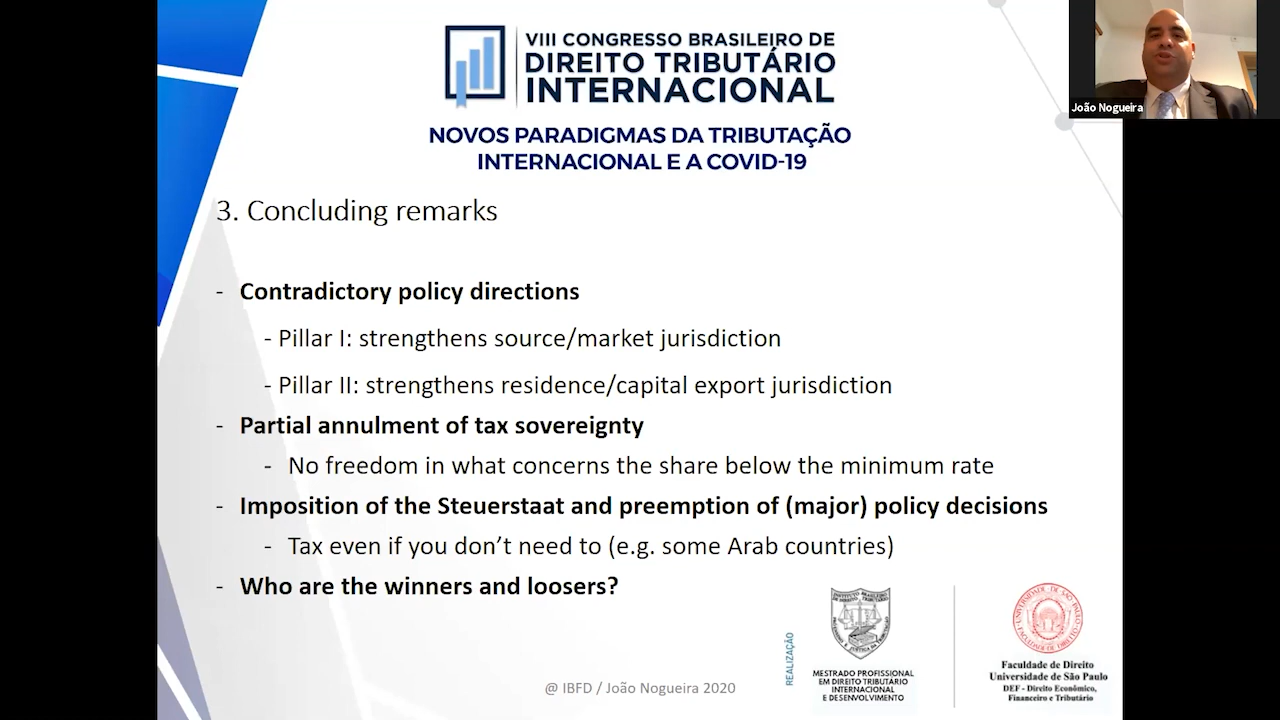 VIII CONGRESSO BRASILEIRO DE
DIREITO TRIBUTÁRIO
INTERNACIONAL
NOVOS PARADIGMAS DA TRIBUTAÇÃO
INTERNACIONAL E A COVID-19
João Nogueira
3. Concluding remarks
- Contradictory policy directions
- Pillar I: strengthens source/market jurisdiction
- Pillar II: strengthens residence/capital export jurisdiction
- Partial annulment of tax sovereignty
- No freedom in what concerns the share below the minimum rate
- Imposition of the Steuerstaat and preemption of (major) policy decisions
- Tax even if you don’t need to (e.g. some Arab countries)
- Who are the winners and loosers?
@ IBFD / João Nogueira 2020
REALIZAÇÃO
MESTRADO PROFISSIONAL
EM DIREITO TRIBUTÁRIO
INTERNACIONAL
E DESENVOLVIMENTO
Faculdade de Direito
Universidade de São Paulo
DEF - Direito Econômico,
Financeiro e Tributário